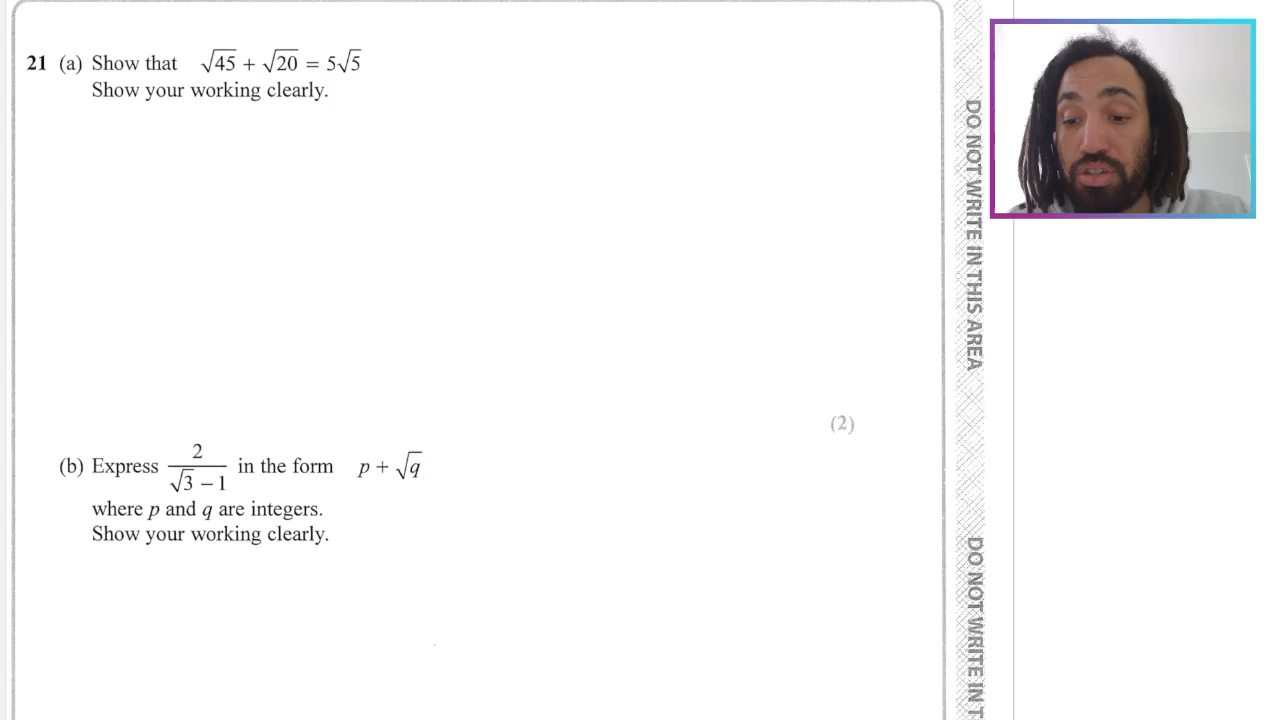 21 (a) Show that √45 + √20 = 5√5
Show your working clearly.
(2)
(b) Express 2/(√3 − 1) in the form p + √q
where p and q are integers.
Show your working clearly.
DO NOT WRITE IN THIS AREA
DO NOT WRITE IN T